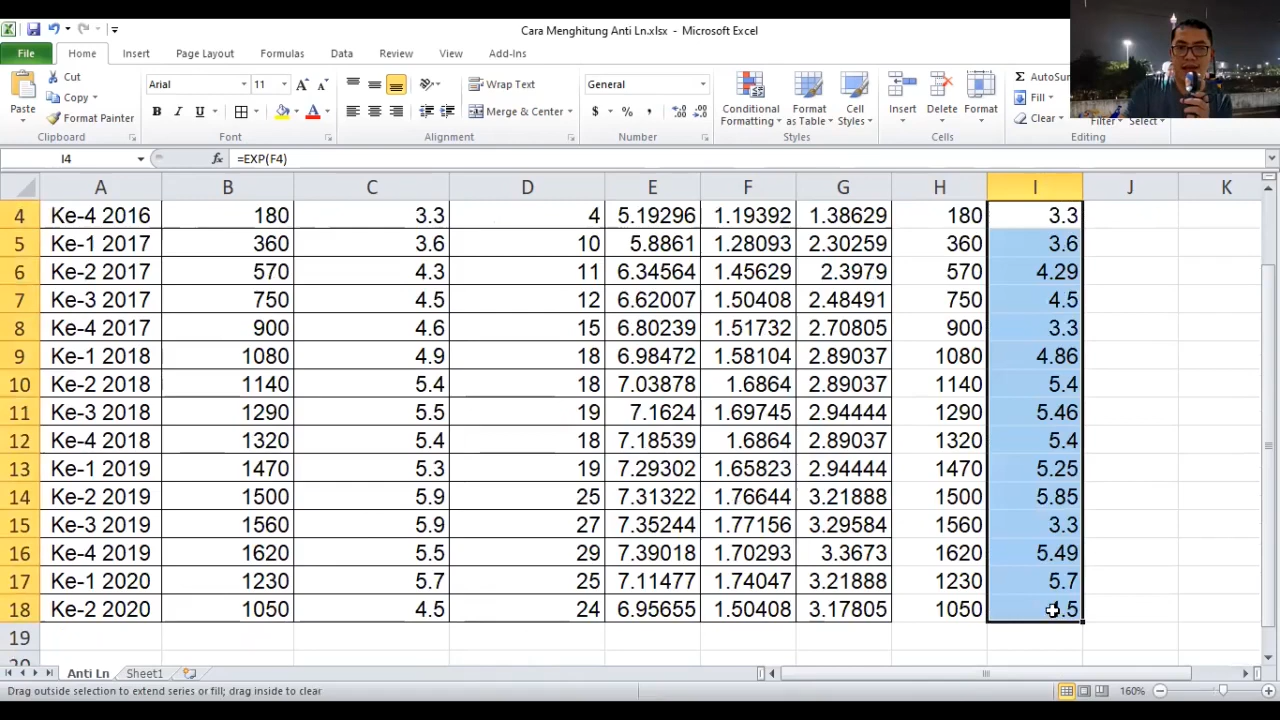 Cara Menghitung Anti Ln.xlsx - Microsoft Excel
File Home Insert Page Layout Formulas Data Review View Add-Ins
Paste Cut Arial 11 Wrap Text General Conditional Formatting Format as Table Cell Styles Insert Delete Format AutoSu
Copy Fill
Format Painter B I U A Merge & Center $ % , Clear Filter Select
Clipboard Font Alignment Number Styles Cells Editing
I4 fx =EXP(F4)
A B C D E F G H I J K
4 Ke-4 2016 180 3.3 4 5.19296 1.19392 1.38629 180 3.3
5 Ke-1 2017 360 3.6 10 5.8861 1.28093 2.30259 360 3.6
6 Ke-2 2017 570 4.3 11 6.34564 1.45629 2.3979 570 4.29
7 Ke-3 2017 750 4.5 12 6.62007 1.50408 2.48491 750 4.5
8 Ke-4 2017 900 4.6 15 6.80239 1.51732 2.70805 900 3.3
9 Ke-1 2018 1080 4.9 18 6.98472 1.58104 2.89037 1080 4.86
10 Ke-2 2018 1140 5.4 18 7.03878 1.6864 2.89037 1140 5.4
11 Ke-3 2018 1290 5.5 19 7.1624 1.69745 2.94444 1290 5.46
12 Ke-4 2018 1320 5.4 18 7.18539 1.6864 2.89037 1320 5.4
13 Ke-1 2019 1470 5.3 19 7.29302 1.65823 2.94444 1470 5.25
14 Ke-2 2019 1500 5.9 25 7.31322 1.76644 3.21888 1500 5.85
15 Ke-3 2019 1560 5.9 27 7.35244 1.77156 3.29584 1560 3.3
16 Ke-4 2019 1620 5.5 29 7.39018 1.70293 3.3673 1620 5.49
17 Ke-1 2020 1230 5.7 25 7.11477 1.74047 3.21888 1230 5.7
18 Ke-2 2020 1050 4.5 24 6.95655 1.50408 3.17805 1050
19
Anti Ln Sheet1
Drag outside selection to extend series or fill; drag inside to clear 160%